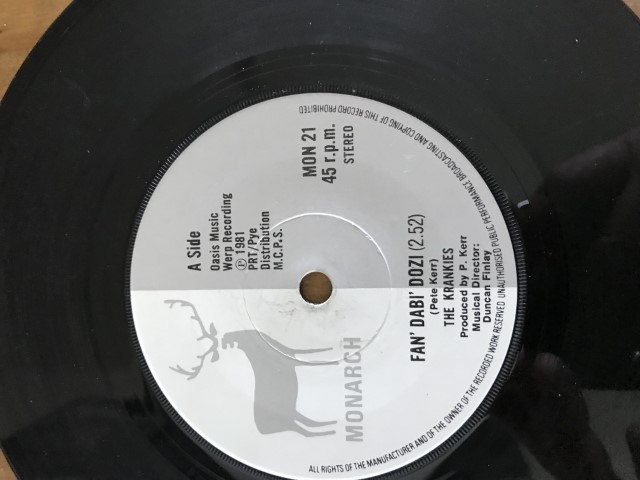 A Side
Oasis Music
Werp Recording
℗ 1981
PR1/Pye
Distribution
M.C.P.S.
MON 21
45 r.p.m.
STEREO
MONARCH
FAN' DABI' DOZI (2.52)
(Pete Kerr)
THE KRANKIES
Produced by P. Kerr
Musical Director:
Duncan Finlay
ALL RIGHTS OF THE MANUFACTURER AND OF THE OWNER OF THE RECORDED WORK RESERVED UNAUTHORISED PUBLIC PERFORMANCE BROADCASTING AND COPYING OF THIS RECORD PROHIBITED